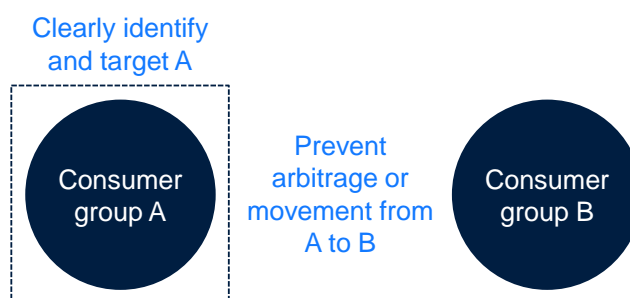 Clearly identify
and target A
Consumer
group A
Prevent
arbitrage or
movement from
A to B
Consumer
group B